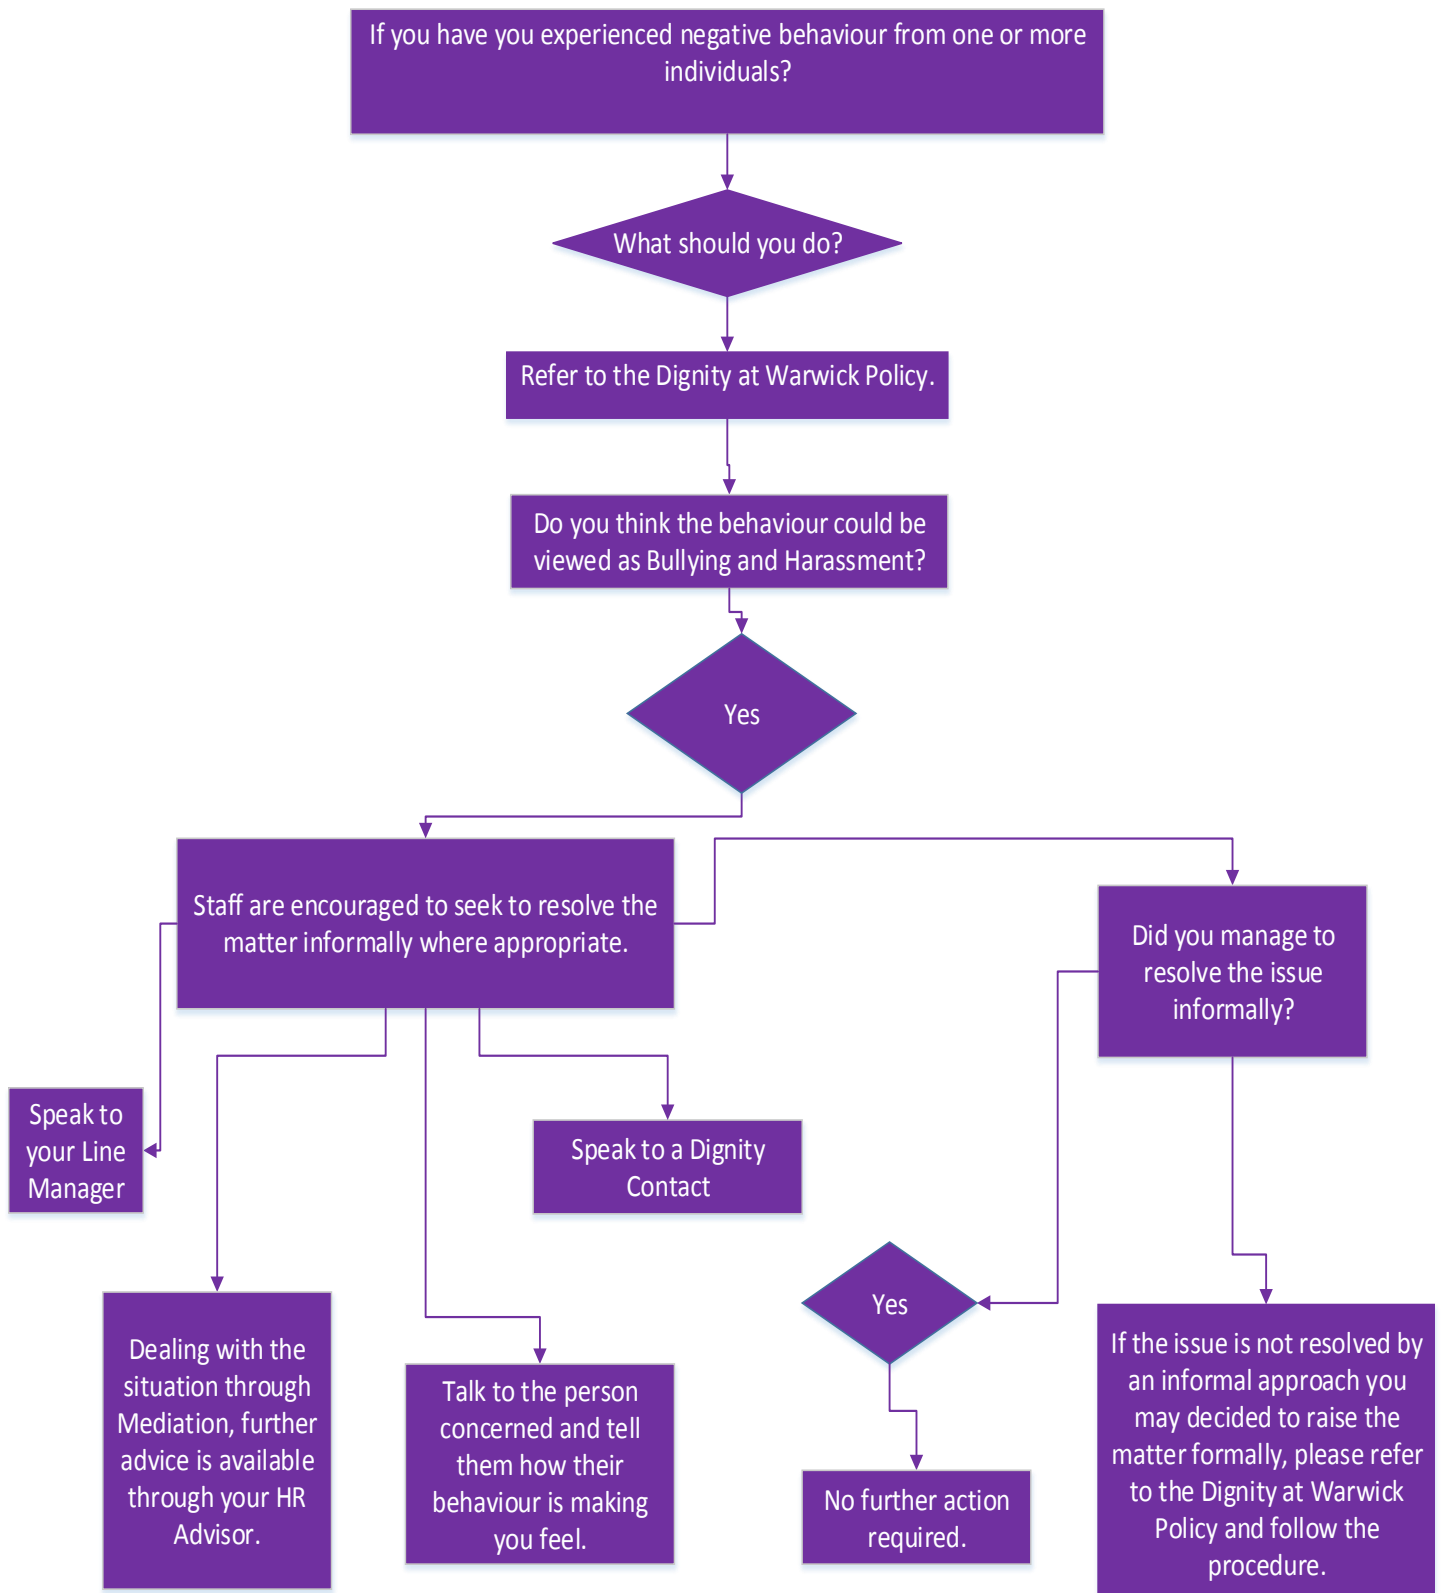 If you have you experienced negative behaviour from one or more
individuals?
What should you do?
Refer to the Dignity at Warwick Policy.
Do you think the behaviour could be
viewed as Bullying and Harassment?
Yes
Staff are encouraged to seek to resolve the
matter informally where appropriate.
Did you manage to
resolve the issue
informally?
Speak to
your Line
Manager
Speak to a Dignity
Contact
Dealing with the
situation through
Mediation, further
advice is available
through your HR
Advisor.
Talk to the person
concerned and tell
them how their
behaviour is making
you feel.
Yes
No further action
required.
If the issue is not resolved by
an informal approach you
may decided to raise the
matter formally, please refer
to the Dignity at Warwick
Policy and follow the
procedure.